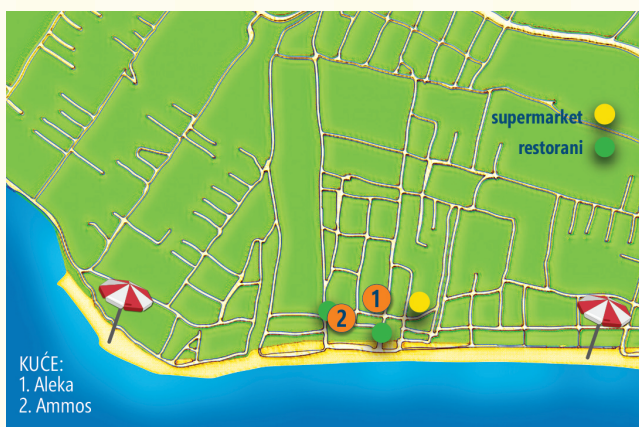 supermarket
restorani
1
2
KUĆE:
1. Aleka
2. Ammos